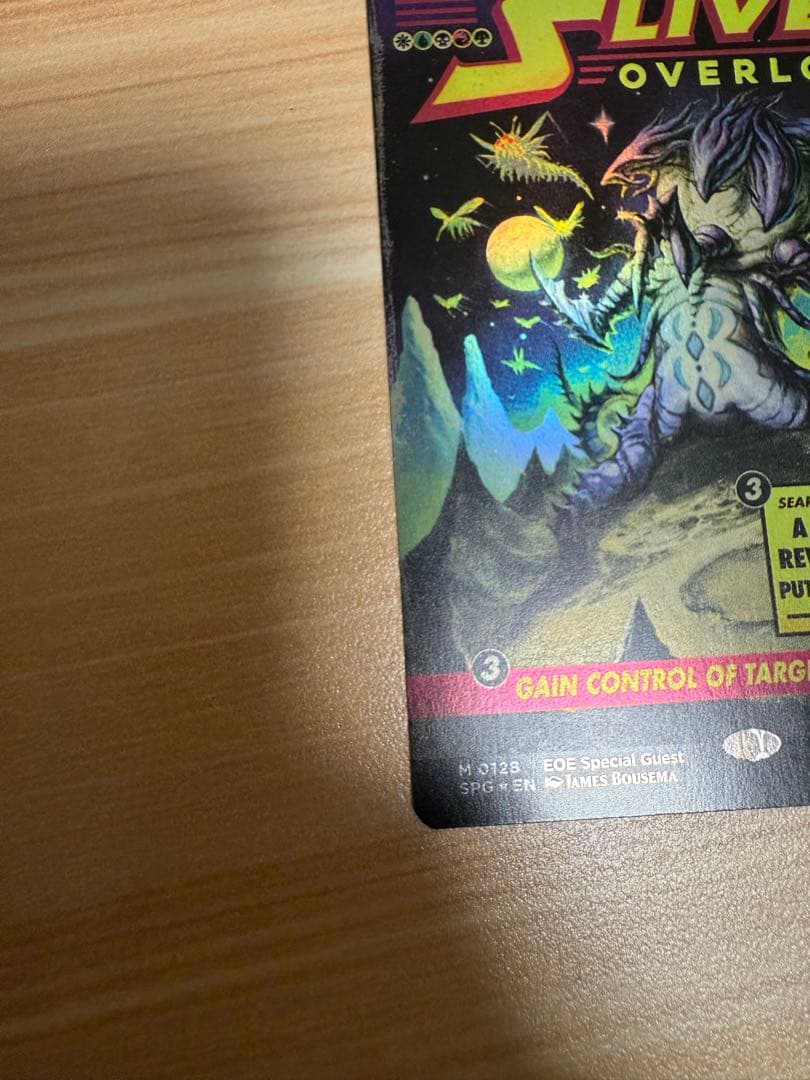 SLIVE
OVERLO
3
SEAR
A
REV
PUT
3 GAIN CONTROL OF TARG
M 0128 EOE Special Guest
SPG ★ EN JAMES BOUSEMA